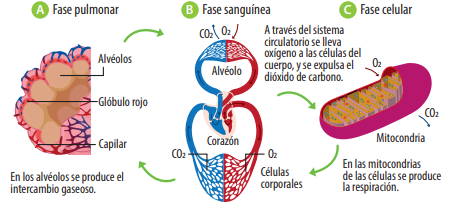 A Fase pulmonar
Alvéolos
Glóbulo rojo
Capilar
En los alvéolos se produce el
intercambio gaseoso.
B Fase sanguínea
CO₂ O₂
Alvéolo
Corazón
CO₂ O₂
Células
corporales
A través del sistema
circulatorio se lleva
oxígeno a las células del
cuerpo, y se expulsa el
dióxido de carbono.
C Fase celular
O₂
CO₂
Mitocondria
En las mitocondrias
de las células se produce
la respiración.